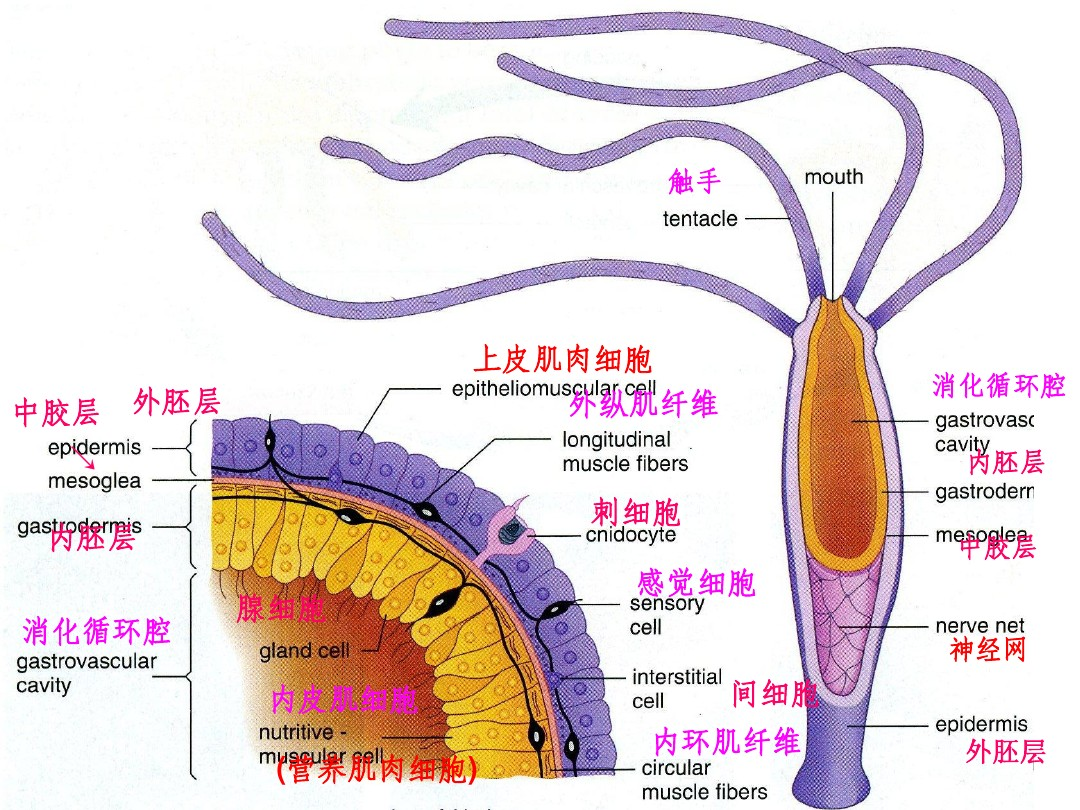 触手
mouth
tentacle
上皮肌肉细胞
epitheliomuscular cell
外纵肌纤维
longitudinal
muscle fibers
中胶层
外胚层
epidermis
mesoglea
gastrodermis
内胚层
刺细胞
cnidocyte
感觉细胞
sensory
cell
腺细胞
gland cell
消化循环腔
gastrovascular
cavity
interstitial
cell
间细胞
内皮肌细胞
nutritive -
muscular cell
(营养肌肉细胞)
内环肌纤维
circular
muscle fibers
消化循环腔
gastrovasc
cavity
内胚层
gastroderm
mesoglea
中胶层
nerve net
神经网
epidermis
外胚层